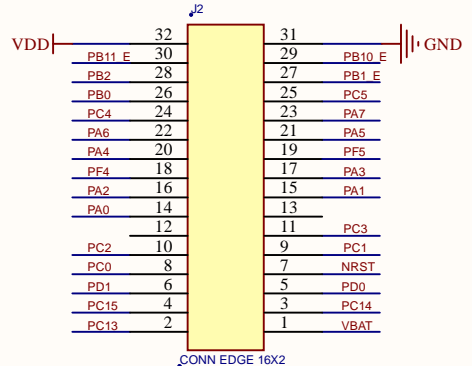 J2
VDD 32 31 GND
PB11_E 30 29 PB10_E
PB2 28 27 PB1_E
PB0 26 25 PC5
PC4 24 23 PA7
PA6 22 21 PA5
PA4 20 19 PF5
PF4 18 17 PA3
PA2 16 15 PA1
PA0 14 13
12 11 PC3
PC2 10 9 PC1
PC0 8 7 NRST
PD1 6 5 PD0
PC15 4 3 PC14
PC13 2 1 VBAT
CONN EDGE 16X2